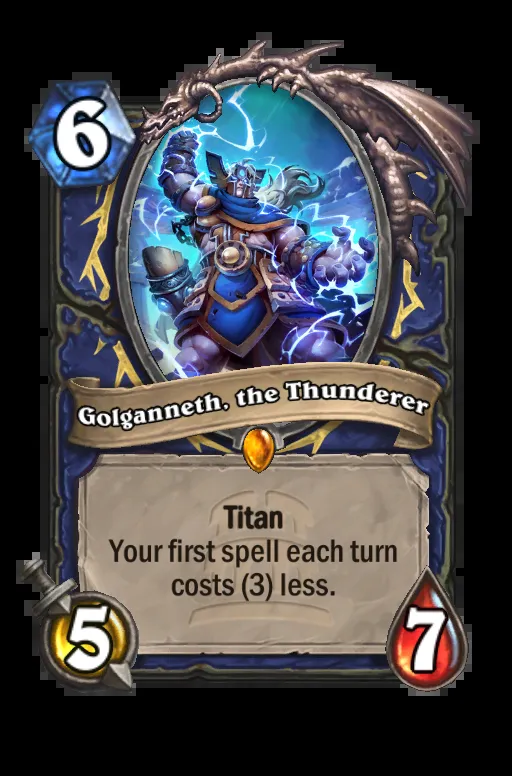 6
Golganneth, the Thunderer
Titan
Your first spell each turn
costs (3) less.
5
7